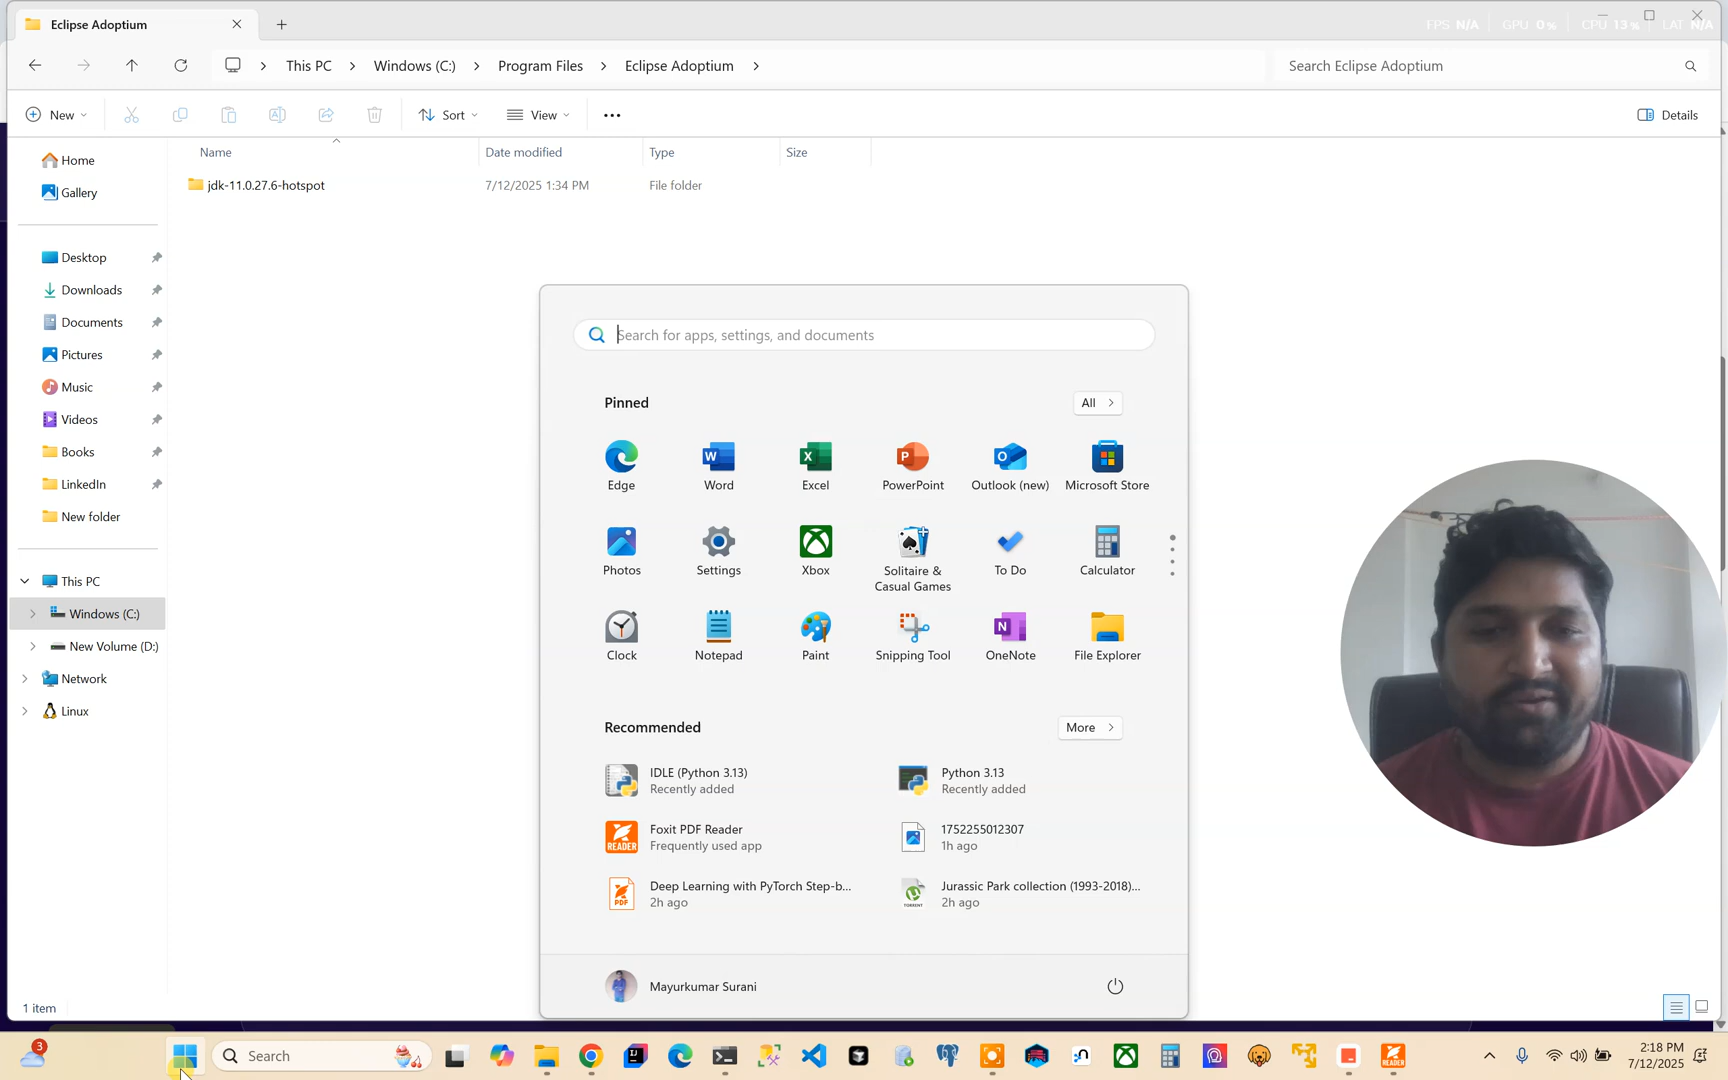 Eclipse Adoptium
FPS N/A GPU 0% CPU 13% LAT N/A
This PC > Windows (C:) > Program Files > Eclipse Adoptium >
Search Eclipse Adoptium
New
Sort
View
Details
Name
Date modified
Type
Size
jdk-11.0.27.6-hotspot
7/12/2025 1:34 PM
File folder
Home
Gallery
Desktop
Downloads
Documents
Pictures
Music
Videos
Books
LinkedIn
New folder
This PC
Windows (C:)
New Volume (D:)
Network
Linux
1 item
Search for apps, settings, and documents
Pinned
All
Edge
Word
Excel
PowerPoint
Outlook (new)
Microsoft Store
Photos
Settings
Xbox
Solitaire &
Casual Games
To Do
Calculator
Clock
Notepad
Paint
Snipping Tool
OneNote
File Explorer
Recommended
More
IDLE (Python 3.13)
Recently added
Python 3.13
Recently added
READER
Foxit PDF Reader
Frequently used app
1752255012307
1h ago
PDF
Deep Learning with PyTorch Step-b...
2h ago
Jurassic Park collection (1993-2018)...
2h ago
Mayurkumar Surani
3
Search
READER
2:18 PM
7/12/2025